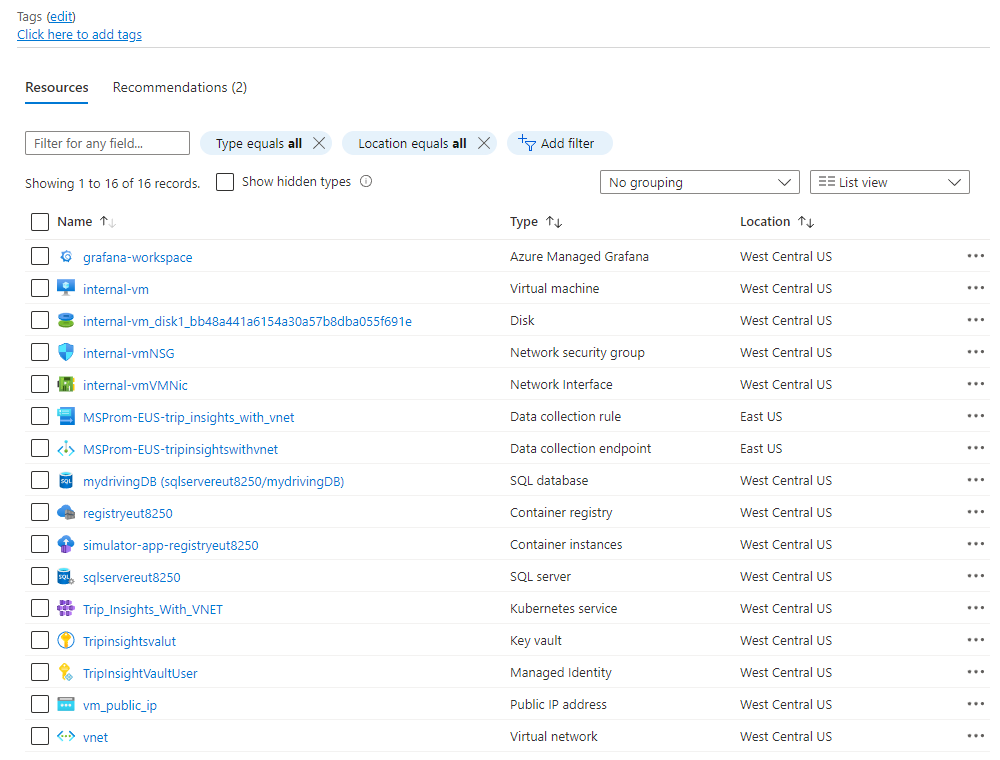 Tags (edit)
Click here to add tags
Resources Recommendations (2)
Filter for any field... Type equals all Location equals all Add filter
Showing 1 to 16 of 16 records. Show hidden types No grouping List view
Name Type Location
grafana-workspace Azure Managed Grafana West Central US
internal-vm Virtual machine West Central US
internal-vm_disk1_bb48a441a6154a30a57b8dba055f691e Disk West Central US
internal-vmNSG Network security group West Central US
internal-vmVMNic Network Interface West Central US
MSProm-EUS-trip_insights_with_vnet Data collection rule East US
MSProm-EUS-tripinsightswithvnet Data collection endpoint East US
mydrivingDB (sqlservereut8250/mydrivingDB) SQL database West Central US
registryeut8250 Container registry West Central US
simulator-app-registryeut8250 Container instances West Central US
sqlservereut8250 SQL server West Central US
Trip_Insights_With_VNET Kubernetes service West Central US
Tripinsightsvalut Key vault West Central US
TripInsightVaultUser Managed Identity West Central US
vm_public_ip Public IP address West Central US
vnet Virtual network West Central US